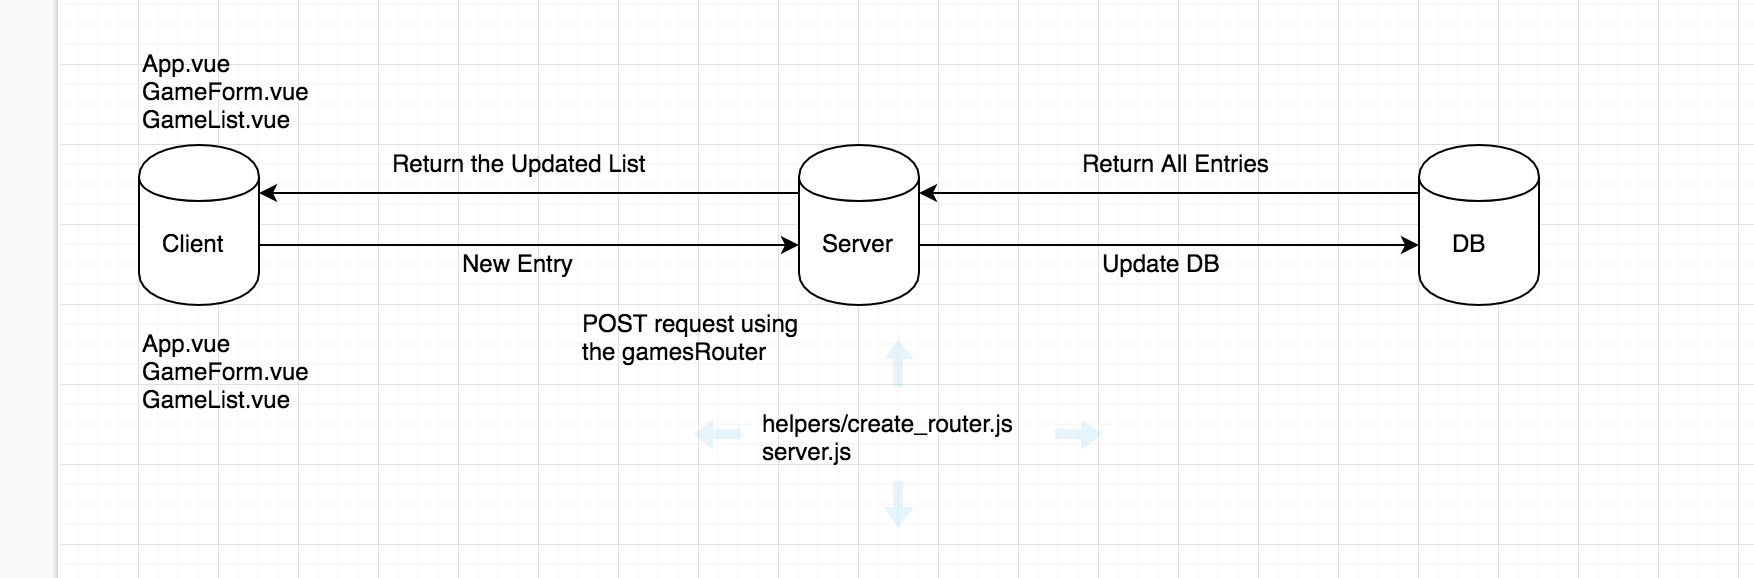 App.vue
GameForm.vue
GameList.vue
Return the Updated List
Return All Entries
Client
Server
DB
New Entry
Update DB
POST request using
the gamesRouter
App.vue
GameForm.vue
GameList.vue
helpers/create_router.js
server.js